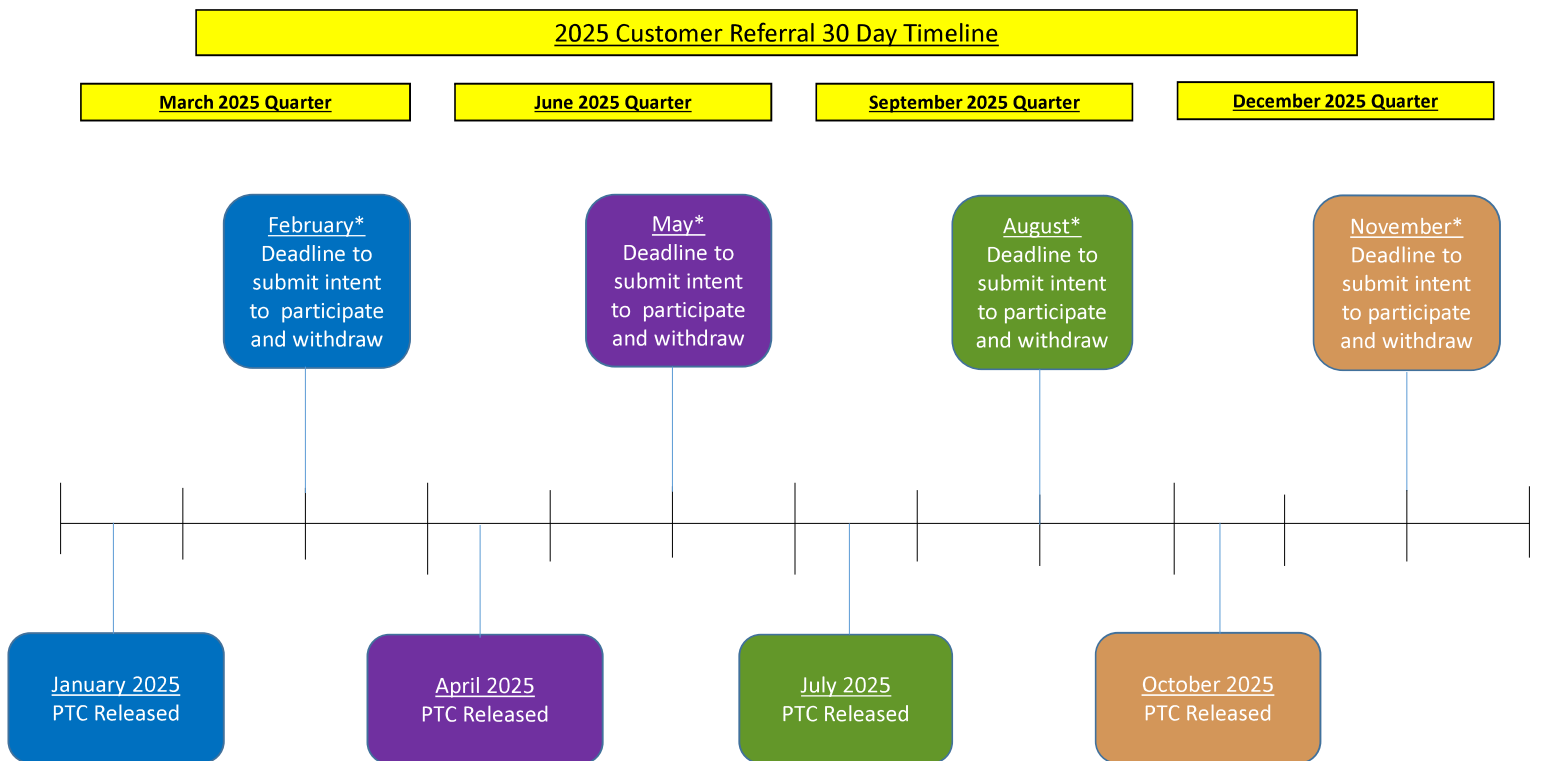 2025 Customer Referral 30 Day Timeline
March 2025 Quarter
June 2025 Quarter
September 2025 Quarter
December 2025 Quarter
February*
Deadline to
submit intent
to  participate
and withdraw
May*
Deadline to
submit intent
to  participate
and withdraw
August*
Deadline to
submit intent
to participate
and withdraw
November*
Deadline to
submit intent
to participate
and withdraw
January 2025
PTC Released
April 2025
PTC Released
July 2025
PTC Released
October 2025
PTC Released